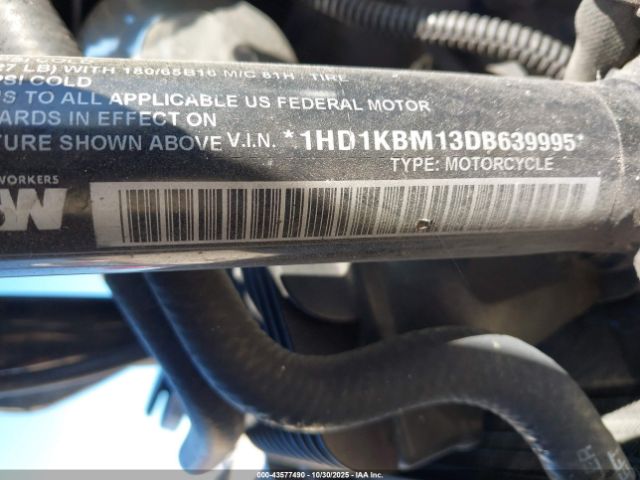 27 LB) WITH 180/65B16 M/C 81H TIRE
PSI COLD
US TO ALL APPLICABLE US FEDERAL MOTOR
ARDS IN EFFECT ON
TURE SHOWN ABOVE V.I.N. *1HD1KBM13DB639995*
TYPE: MOTORCYCLE
WORKERS
000-43577490 - 10/30/2025 - ©IAA, Inc.